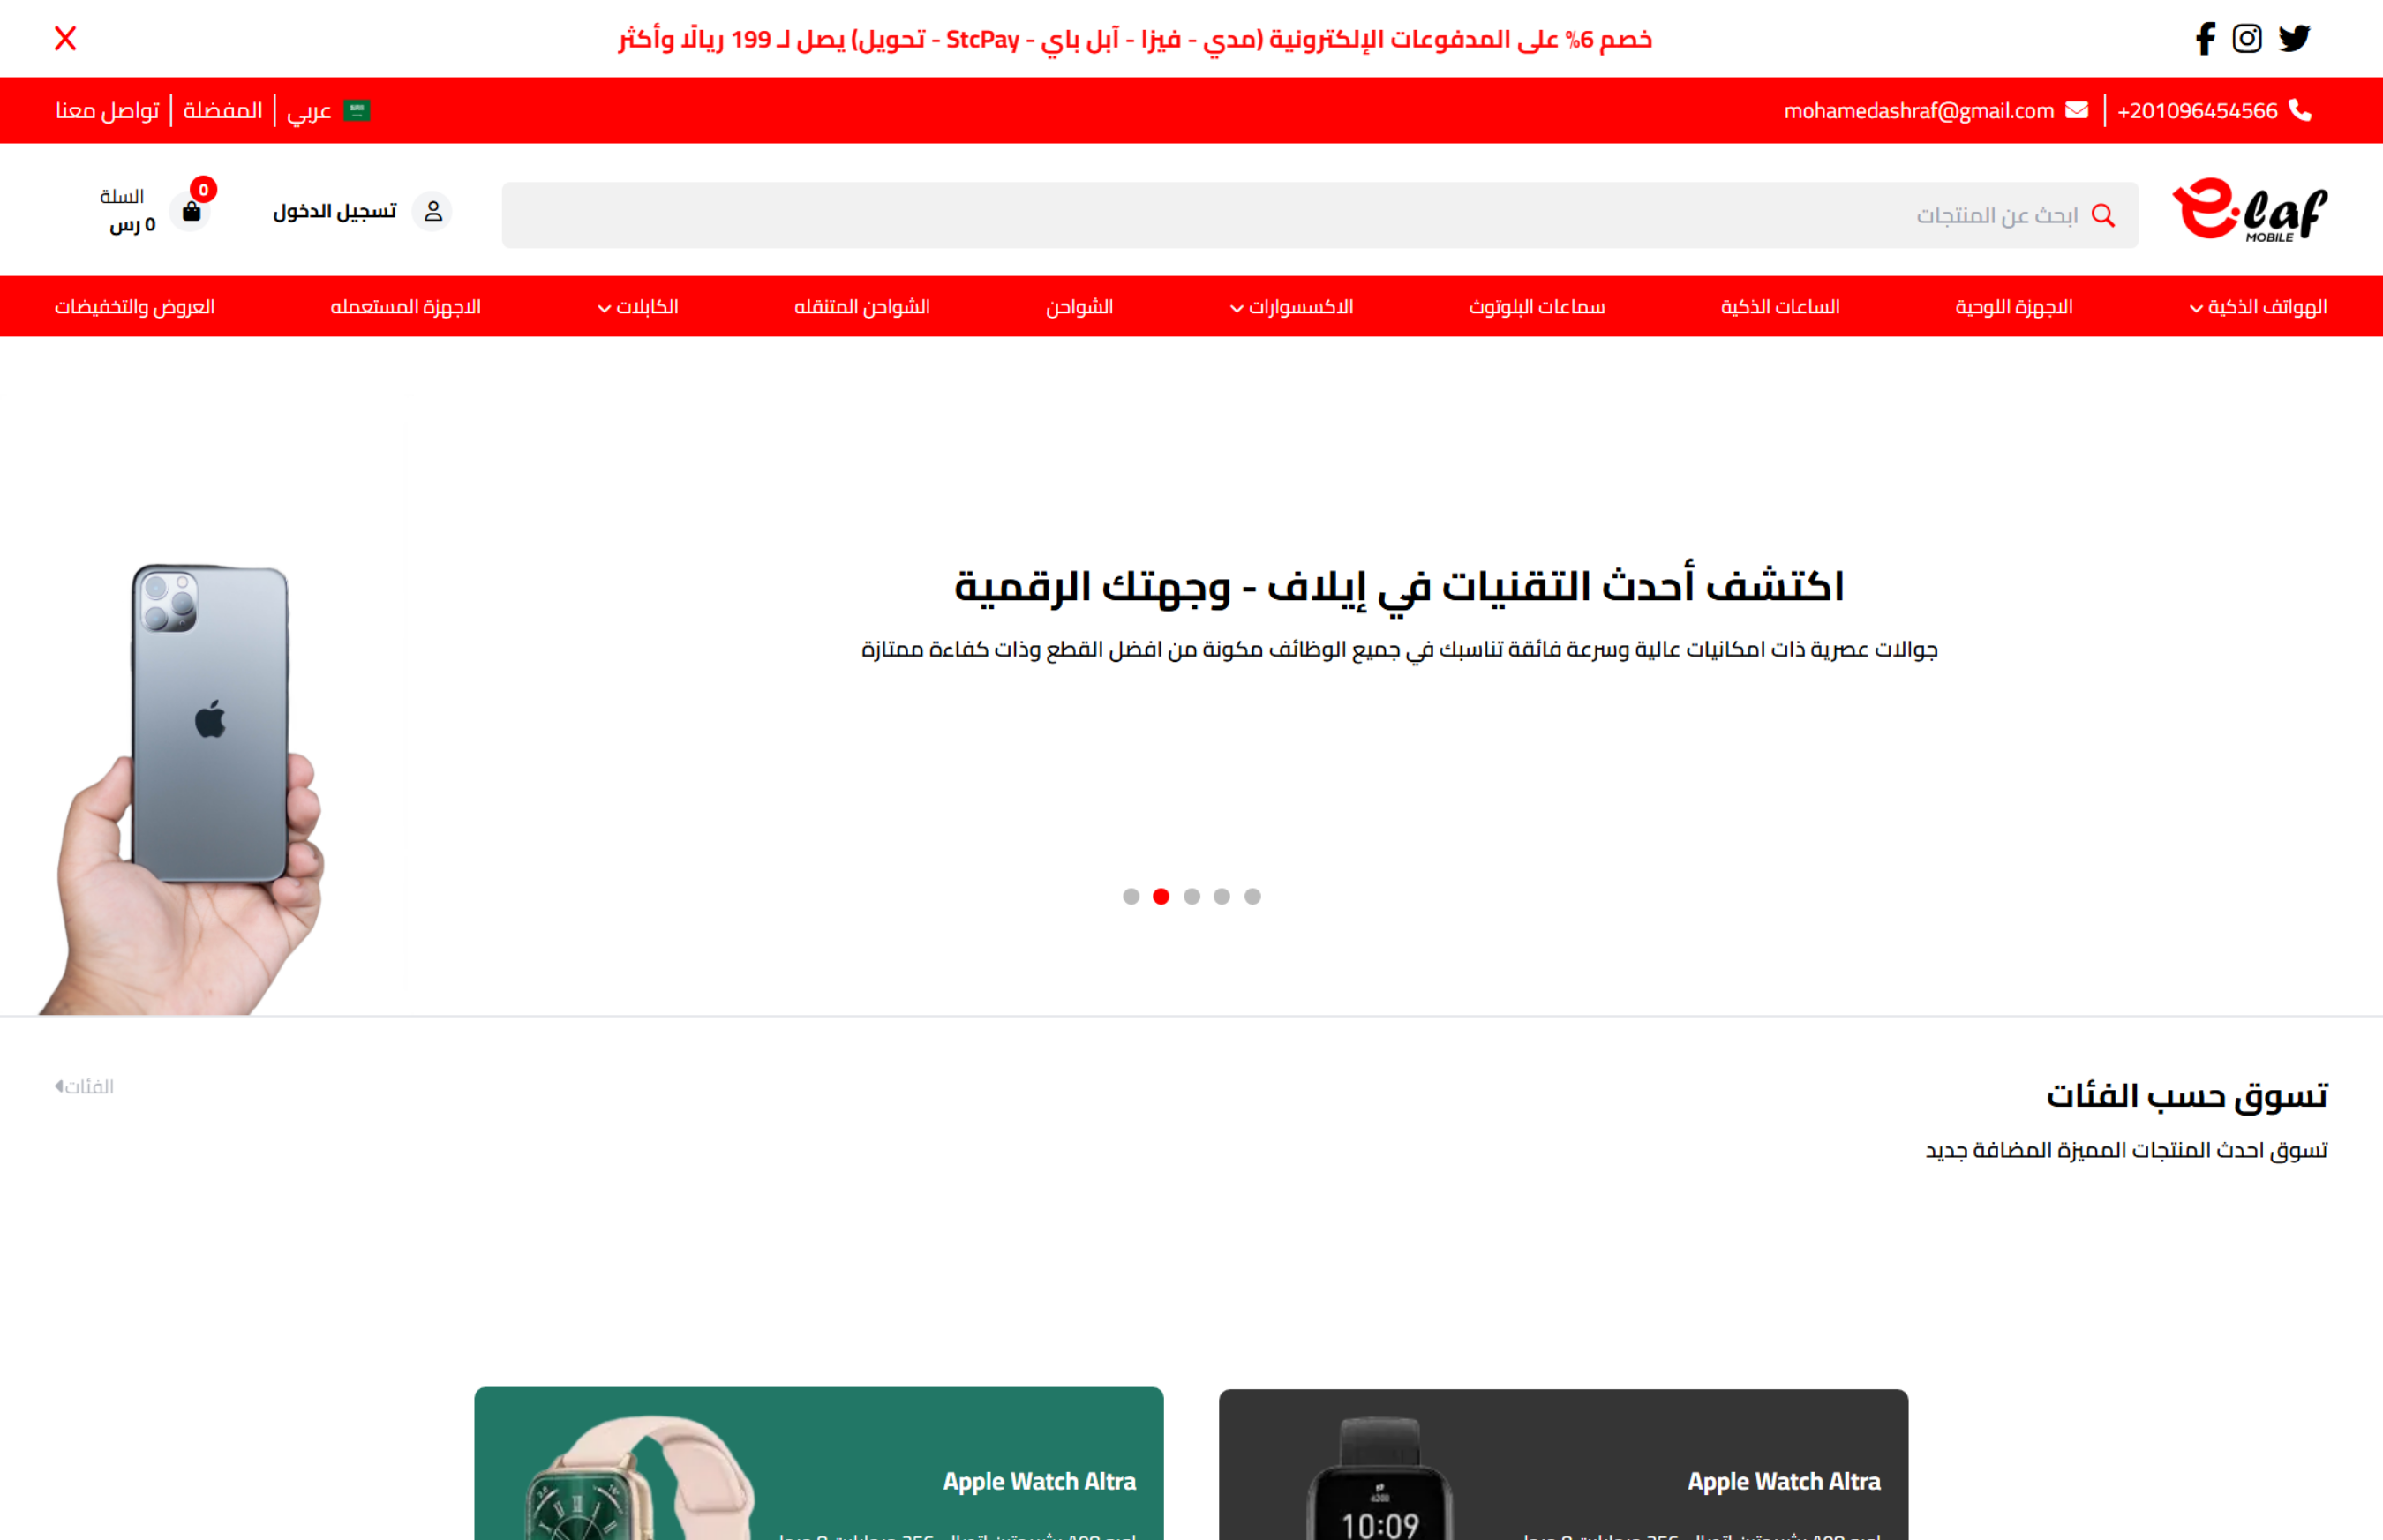 خصم 6% على المدفوعات الإلكترونية (مدي - فيزا - آبل باي - StcPay - تحويل) يصل لـ 199 ريالًا وأكثر
+201096454566
mohamedashraf@gmail.com
عربي
المفضلة
تواصل معنا
e.laf
MOBILE
ابحث عن المنتجات
تسجيل الدخول
0
السلة
0 رس
الهواتف الذكية
الاجهزة اللوحية
الساعات الذكية
سماعات البلوتوث
الاكسسوارات
الشواحن
الشواحن المتنقله
الكابلات
الاجهزة المستعمله
العروض والتخفيضات
اكتشف أحدث التقنيات في إيلاف - وجهتك الرقمية
جوالات عصرية ذات امكانيات عالية وسرعة فائقة تناسبك في جميع الوظائف مكونة من افضل القطع وذات كفاءة ممتازة
تسوق حسب الفئات
الفئات
تسوق احدث المنتجات المميزة المضافة جديد
Apple Watch Altra
10:09
Apple Watch Altra